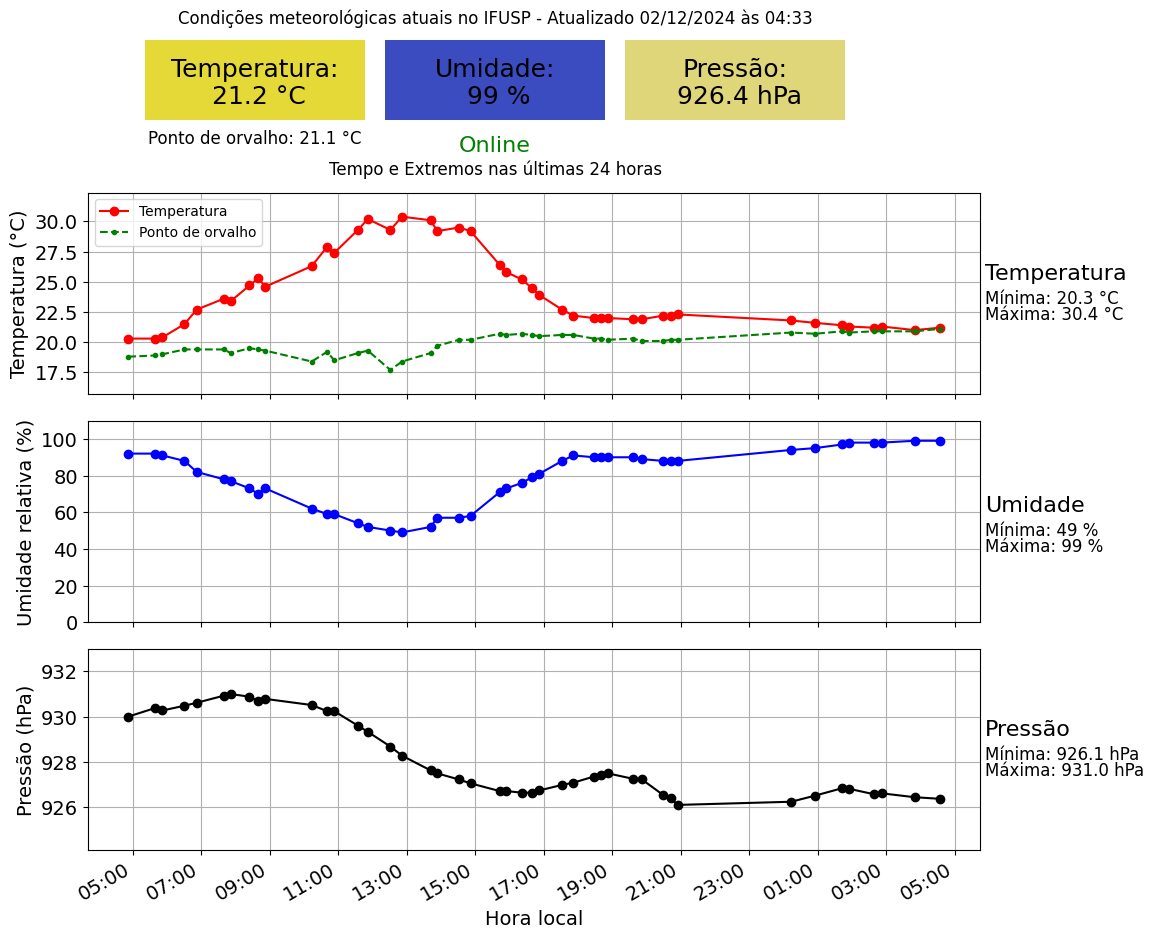 Condições meteorológicas atuais no IFUSP - Atualizado 02/12/2024 às 04:33
Temperatura:
21.2 °C
Umidade:
99 %
Pressão:
926.4 hPa
Ponto de orvalho: 21.1 °C
Online
Tempo e Extremos nas últimas 24 horas
Temperatura (°C)
30.0
27.5
25.0
22.5
20.0
17.5
Temperatura
Ponto de orvalho
Temperatura
Mínima: 20.3 °C
Máxima: 30.4 °C
Umidade relativa (%)
100
80
60
40
20
0
Umidade
Mínima: 49 %
Máxima: 99 %
Pressão (hPa)
932
930
928
926
Pressão
Mínima: 926.1 hPa
Máxima: 931.0 hPa
05:00 07:00 09:00 11:00 13:00 15:00 17:00 19:00 21:00 23:00 01:00 03:00 05:00
Hora local